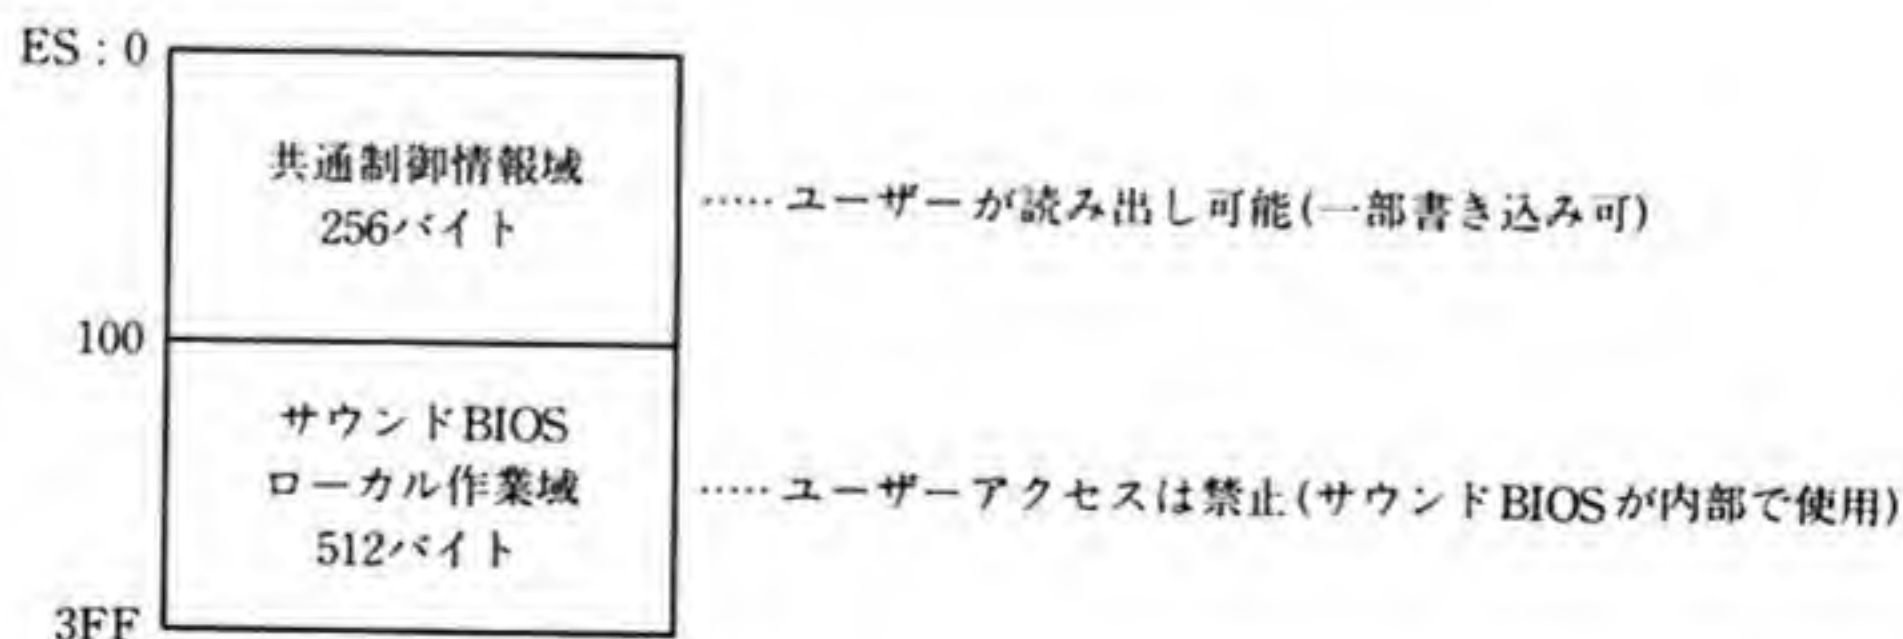 ES : 0
共通制御情報域
256バイト
‥‥‥ユーザーが読み出し可能(一部書き込み可)
100
サウンドBIOS
ローカル作業域
512バイト
‥‥‥ユーザーアクセスは禁止(サウンドBIOSが内部で使用)
3FF